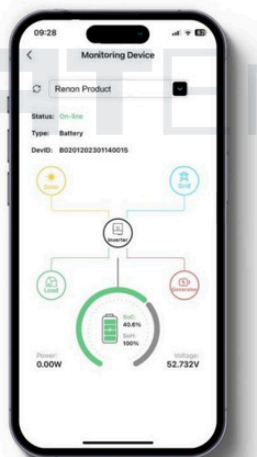 09:28
Monitoring Device
Renon Product
Status: On-line
Type: Battery
DevID: B0201202301140015
Solar
Grid
Inverter
Load
Generator
SoC:
40.6%
SoH:
100%
Power:
0.00W
Voltage:
52.732V